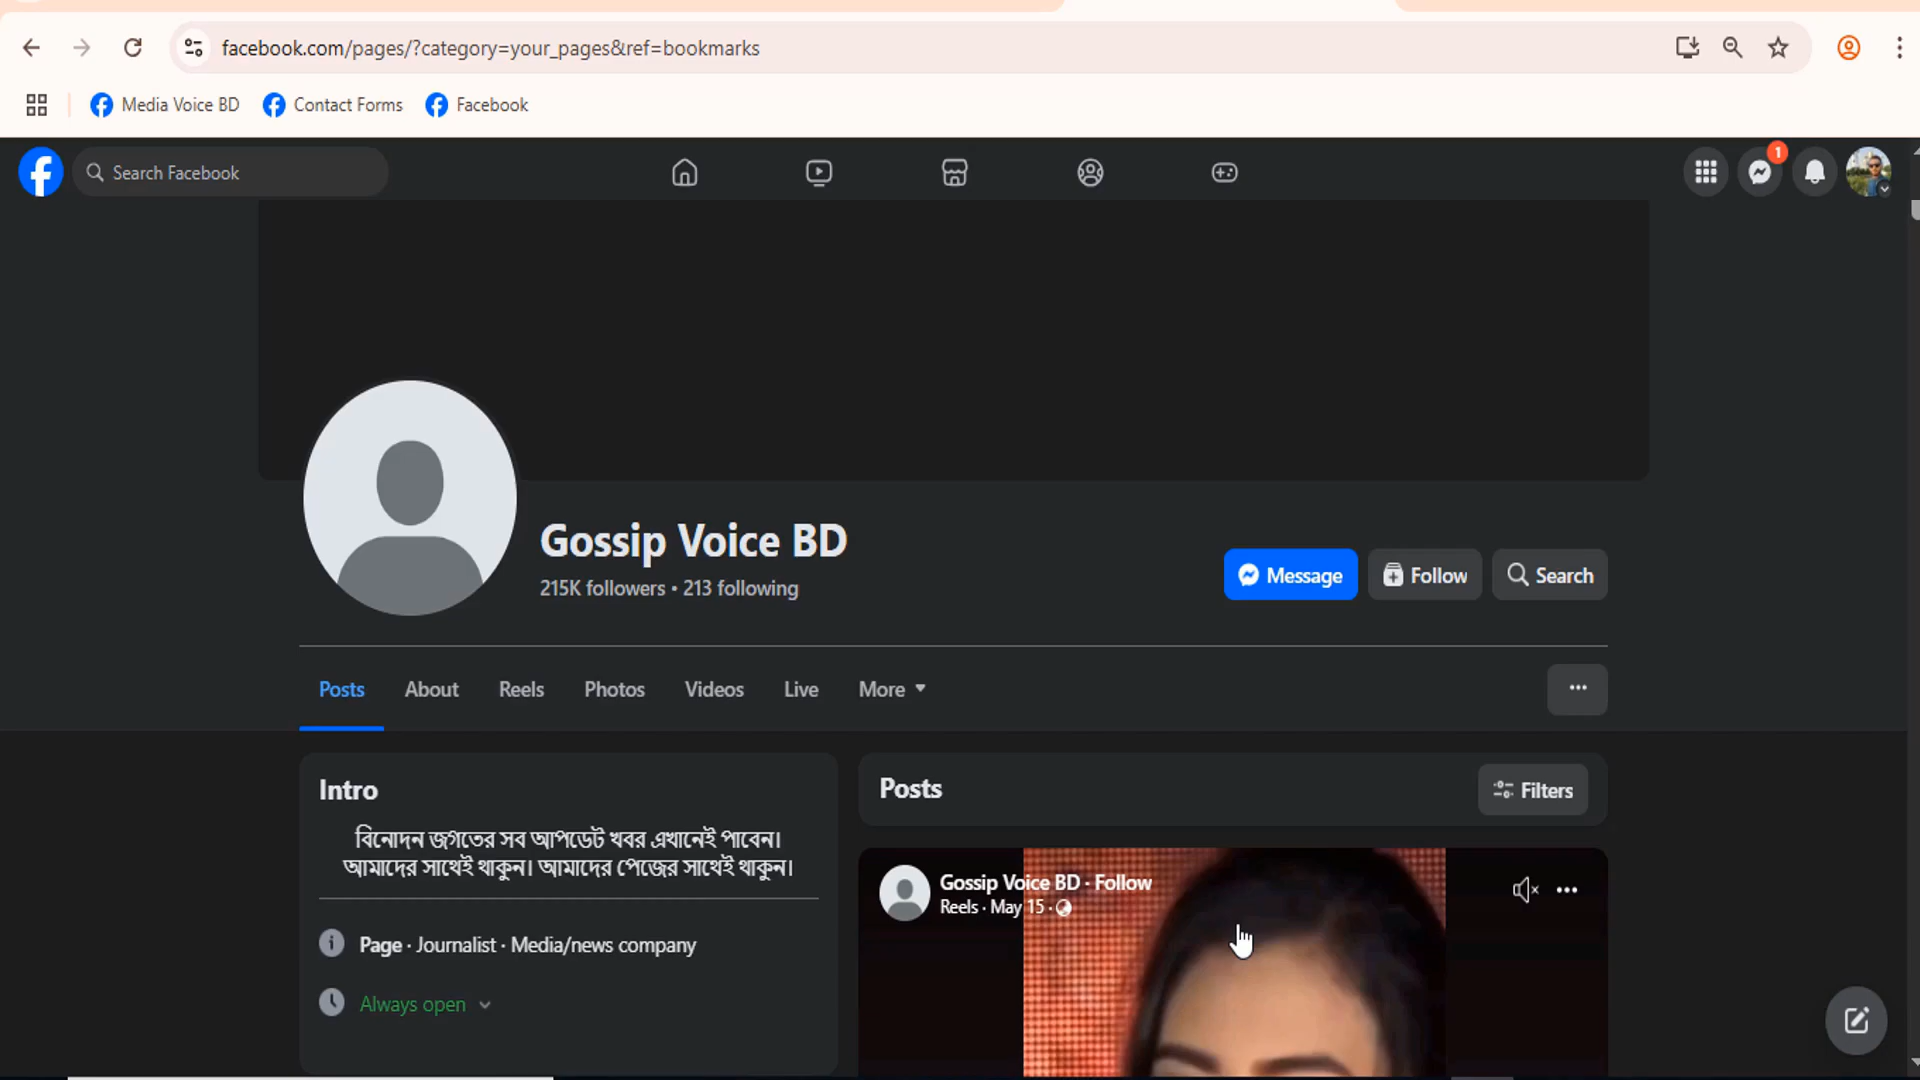 facebook.com/pages/?category=your_pages&ref=bookmarks
Media Voice BD Contact Forms Facebook
Search Facebook
1
Gossip Voice BD
215K followers • 213 following
Message Follow Search
Posts About Reels Photos Videos Live More
Intro
বিনোদন জগতের সব আপডেট খবর এখানেই পাবেন।
আমাদের সাথেই থাকুন। আমাদের পেজের সাথেই থাকুন।
Page · Journalist · Media/news company
Always open
Posts
Filters
Gossip Voice BD · Follow
Reels · May 15 ·